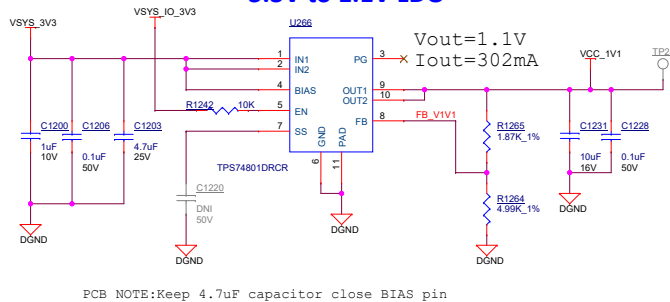 3.3V to 1.1V LDO
VSYS_3V3
VSYS_IO_3V3
U266
Vout=1.1V
Iout=302mA
VCC_1V1
TP2
1 IN1
2 IN2
4 BIAS
5 EN
7 SS
PG 3
OUT1 9
OUT2 10
FB 8
GND
PAD
6
11
TPS74801DRCR
R1242 10K
FB_V1V1
C1200
1uF
10V
C1206
0.1uF
50V
C1203
4.7uF
25V
C1220
DNI
50V
R1265
1.87K_1%
R1264
4.99K_1%
C1231
10uF
16V
C1228
0.1uF
50V
DGND
DGND
DGND
DGND
DGND
PCB NOTE:Keep 4.7uF capacitor close BIAS pin